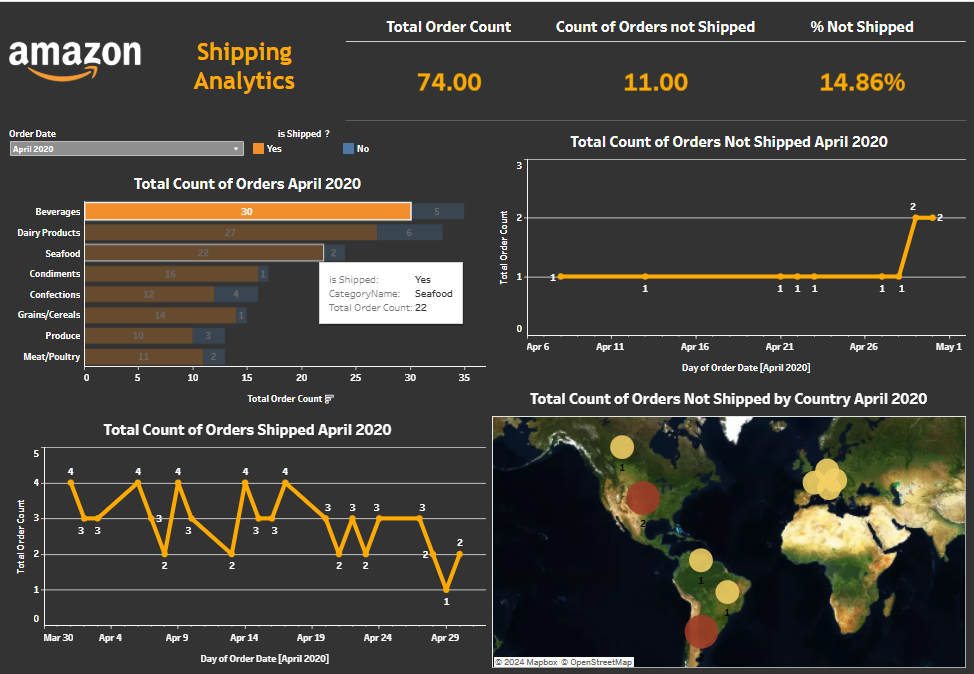 amazon
Shipping
Analytics
Total Order Count
Count of Orders not Shipped
% Not Shipped
74.00
11.00
14.86%
Order Date
April 2020
is Shipped ?
Yes
No
Total Count of Orders April 2020
Beverages 30 5
Dairy Products 27 6
Seafood 22 2
Condiments 16 1
Confections 12 4
Grains/Cereals 14 1
Produce 10 3
Meat/Poultry 11 2
0 5 10 15 20 25 30 35
Total Order Count
is Shipped: Yes
CategoryName: Seafood
Total Order Count: 22
Total Count of Orders Not Shipped April 2020
Total Order Count
3
2
1
0
1 1 1 1 1 1 1 2 2
Apr 6 Apr 11 Apr 16 Apr 21 Apr 26 May 1
Day of Order Date [April 2020]
Total Count of Orders Shipped April 2020
Total Order Count
5
4
3
2
1
0
4 3 3 4 3 2 4 3 2 4 3 3 4 3 2 3 2 3 3 2 1 2
Mar 30 Apr 4 Apr 9 Apr 14 Apr 19 Apr 24 Apr 29
Day of Order Date [April 2020]
Total Count of Orders Not Shipped by Country April 2020
1
2
1
1
© 2024 Mapbox © OpenStreetMap